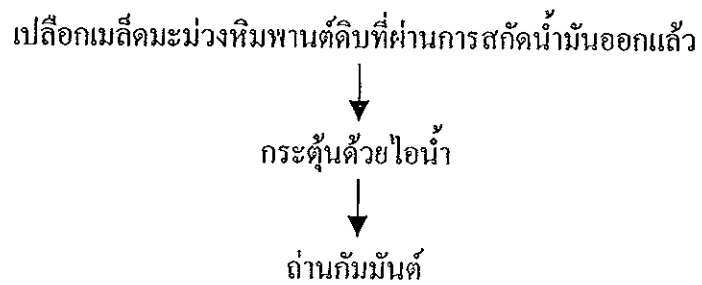 เปลือกเมล็ดมะม่วงหิมพานต์ดิบที่ผ่านการสกัดน้ำมันออกแล้ว
กระตุ้นด้วยไอน้ำ
ถ่านกัมมันต์